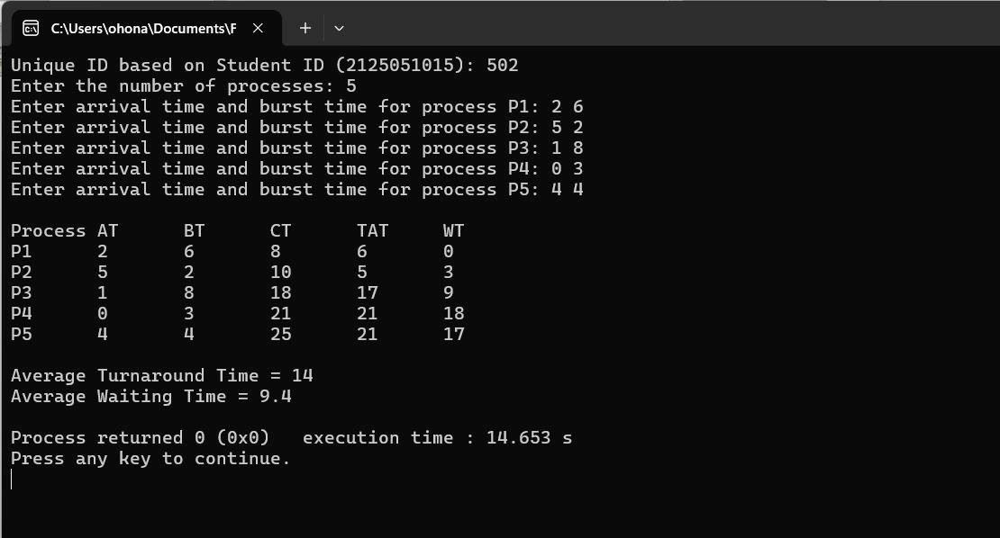 C:\Users\ohona\Documents\F
Unique ID based on Student ID (2125051015): 502
Enter the number of processes: 5
Enter arrival time and burst time for process P1: 2 6
Enter arrival time and burst time for process P2: 5 2
Enter arrival time and burst time for process P3: 1 8
Enter arrival time and burst time for process P4: 0 3
Enter arrival time and burst time for process P5: 4 4
Process AT BT CT TAT WT
P1 2 6 8 6 0
P2 5 2 10 5 3
P3 1 8 18 17 9
P4 0 3 21 21 18
P5 4 4 25 21 17
Average Turnaround Time = 14
Average Waiting Time = 9.4
Process returned 0 (0x0) execution time : 14.653 s
Press any key to continue.